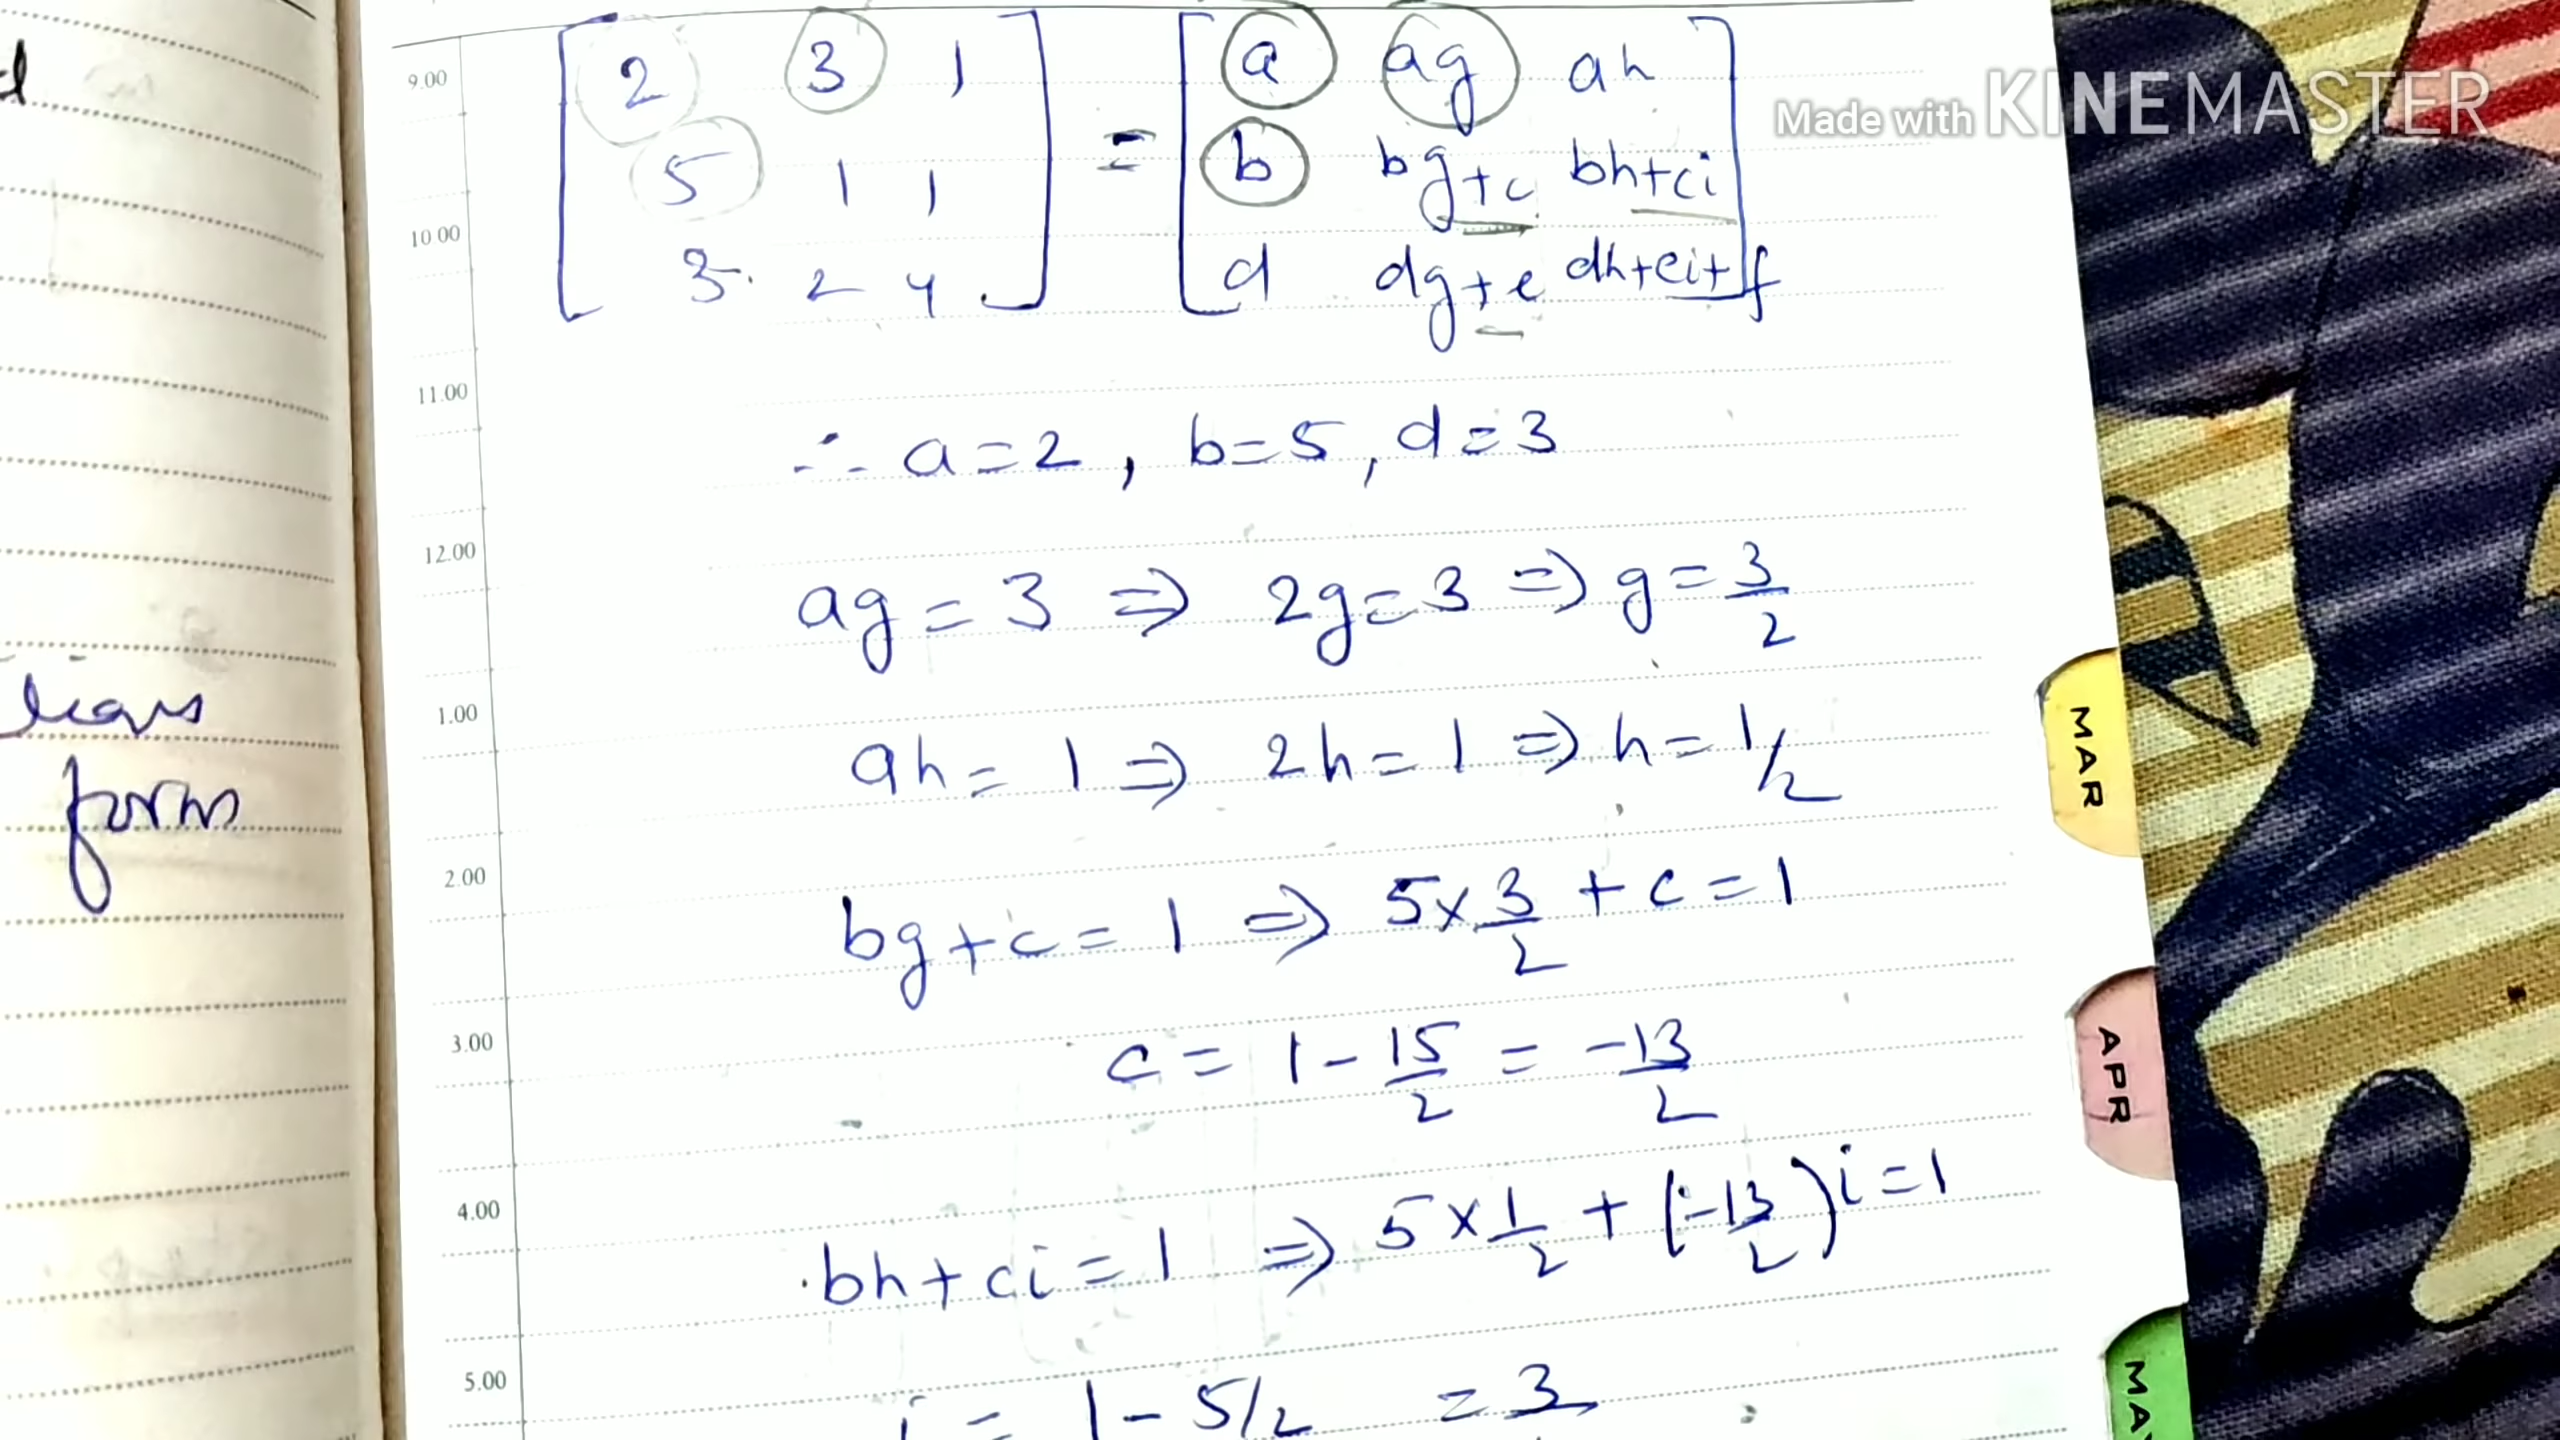 Made with KINEMASTER
9.00
[2 3 1] = [a ag ah]
[5 1 1] [b bg+c bh+ci]
10.00
[3 2 4] [d dg+e dh+ei+f]
11.00
∴ a=2, b=5, d=3
12.00
ag=3 ⇒ 2g=3 ⇒ g=3/2
1.00
ah=1 ⇒ 2h=1 ⇒ h=1/2
MAR
form
2.00
bg+c=1 ⇒ 5×3/2+c=1
3.00
c=1-15/2=-13/2
APR
4.00
bh+ci=1 ⇒ 5×1/2+(-13/2)i=1
5.00
i=1-5/2 =3